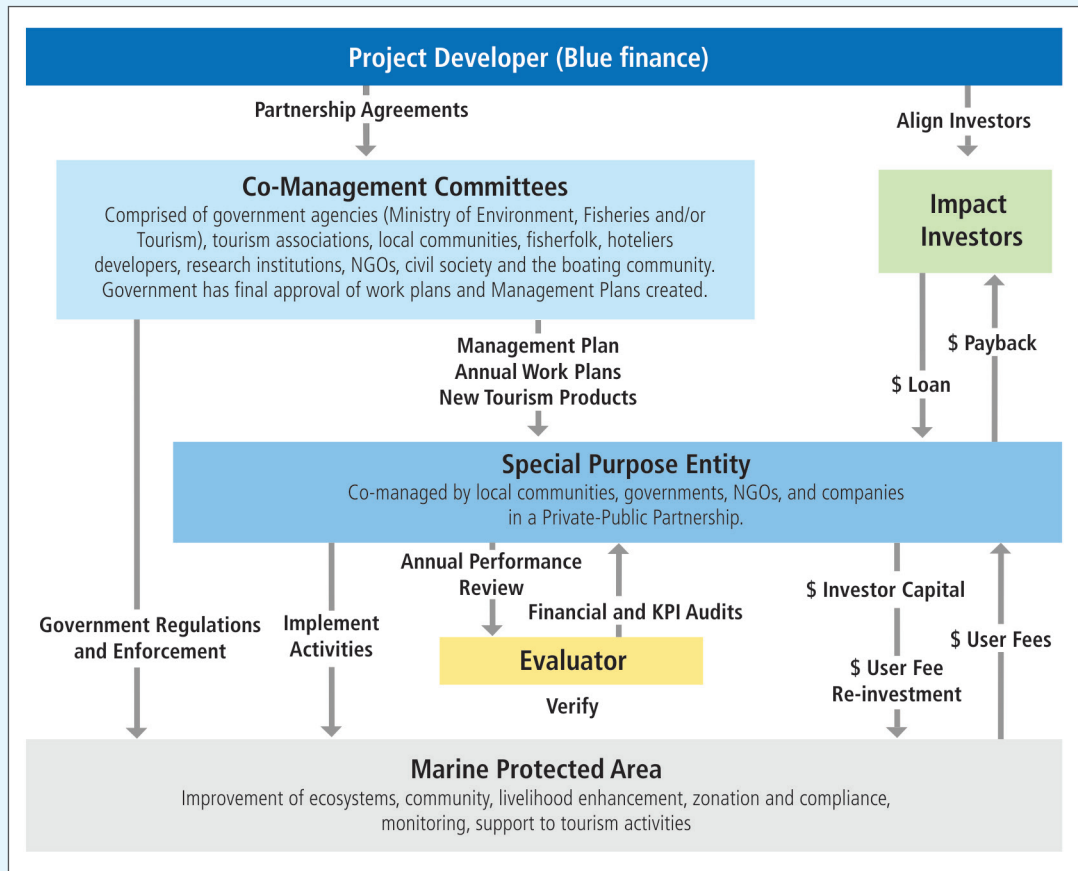 Project Developer (Blue finance)
Partnership Agreements
Align Investors
Co-Management Committees
Comprised of government agencies (Ministry of Environment, Fisheries and/or
Tourism), tourism associations, local communities, fisherfolk, hoteliers
developers, research institutions, NGOs, civil society and the boating community.
Government has final approval of work plans and Management Plans created.
Impact
Investors
Management Plan
Annual Work Plans
New Tourism Products
$ Loan
$ Payback
Special Purpose Entity
Co-managed by local communities, governments, NGOs, and companies
in a Private-Public Partnership.
Government Regulations
and Enforcement
Implement
Activities
Annual Performance
Review
Financial and KPI Audits
Evaluator
Verify
$ Investor Capital
$ User Fee
Re-investment
$ User Fees
Marine Protected Area
Improvement of ecosystems, community, livelihood enhancement, zonation and compliance,
monitoring, support to tourism activities